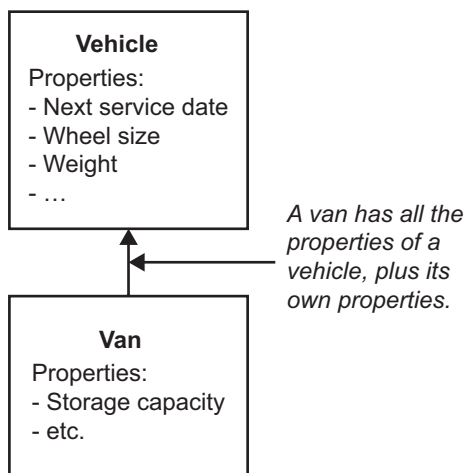 Vehicle
Properties:
- Next service date
- Wheel size
- Weight
- …
A van has all the
properties of a
vehicle, plus its
own properties.
Van
Properties:
- Storage capacity
- etc.